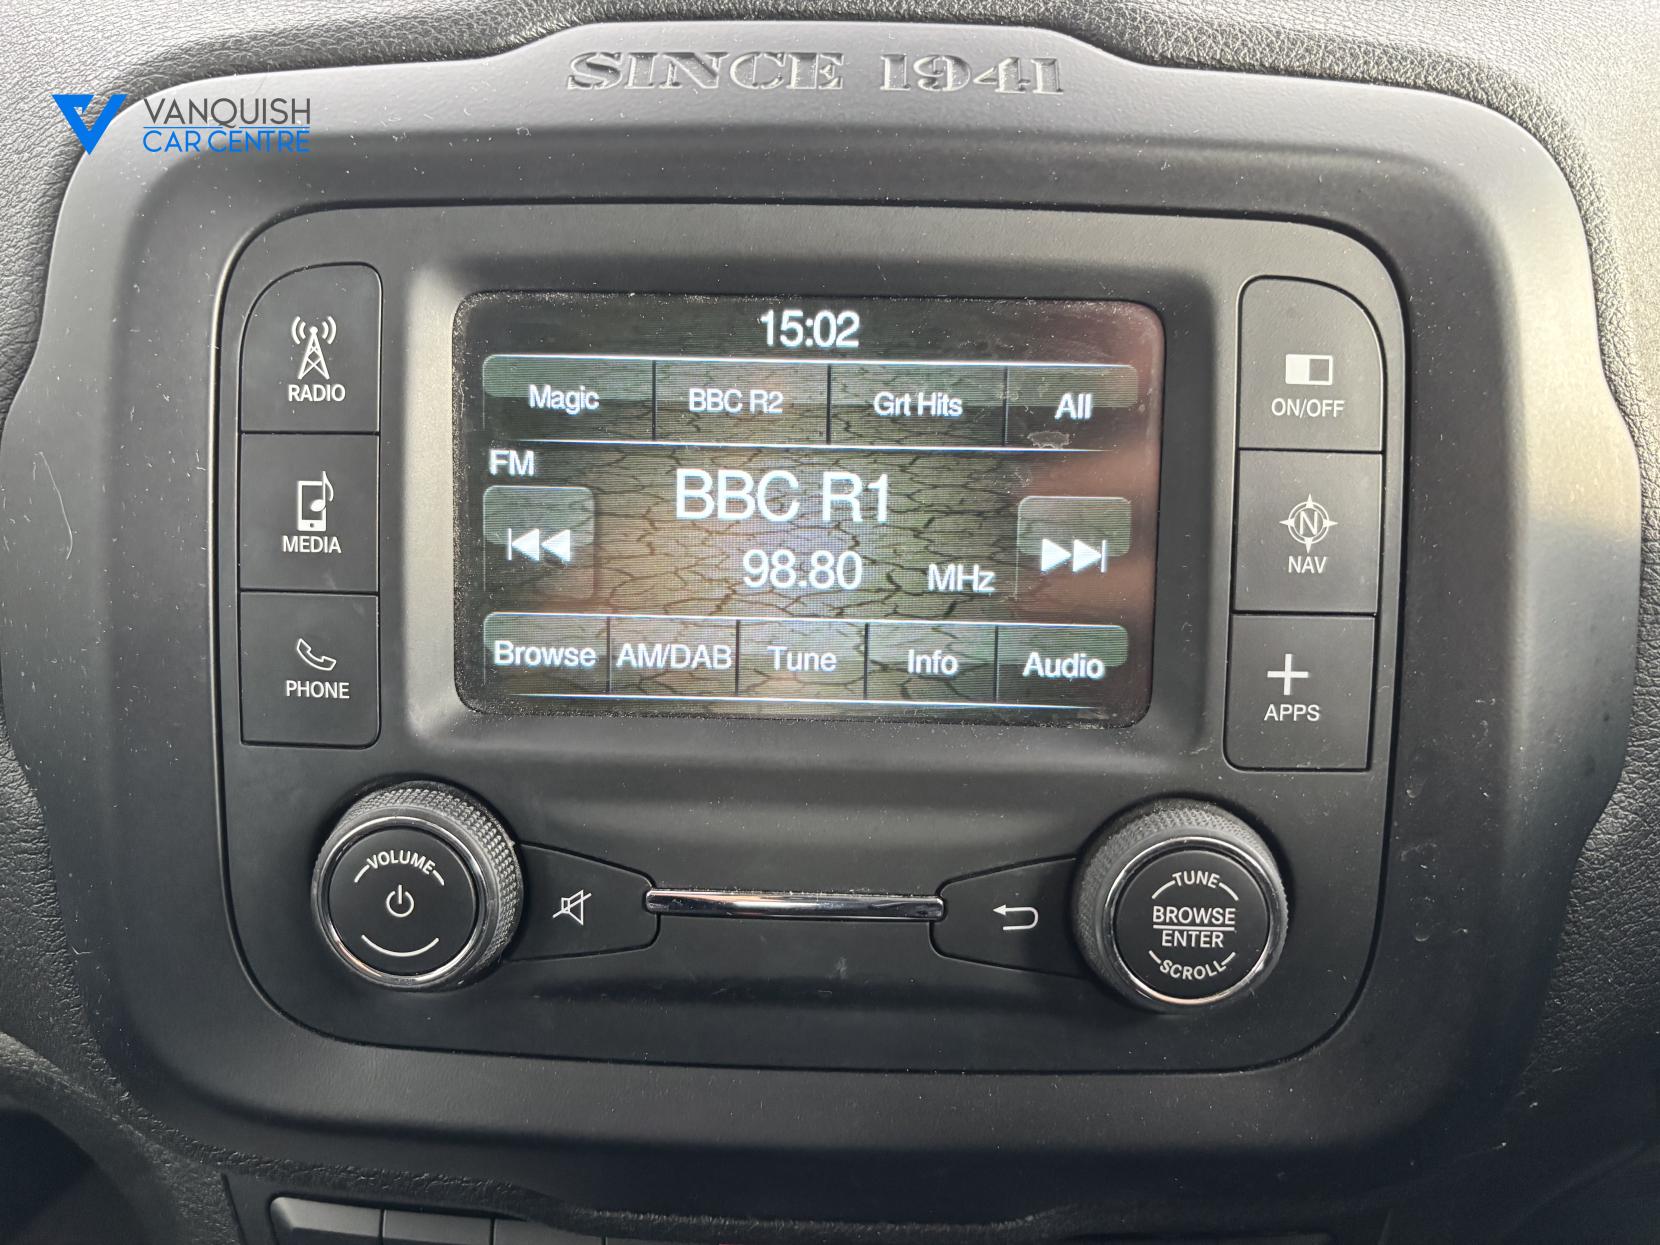 SINCE 1941
VANQUISH
CAR CENTRE
RADIO
MEDIA
PHONE
15:02
Magic BBC R2 Grt Hits All
FM
BBC R1
98.80 MHz
Browse AM/DAB Tune Info Audio
ON/OFF
N
NAV
APPS
VOLUME
TUNE
BROWSE
ENTER
SCROLL